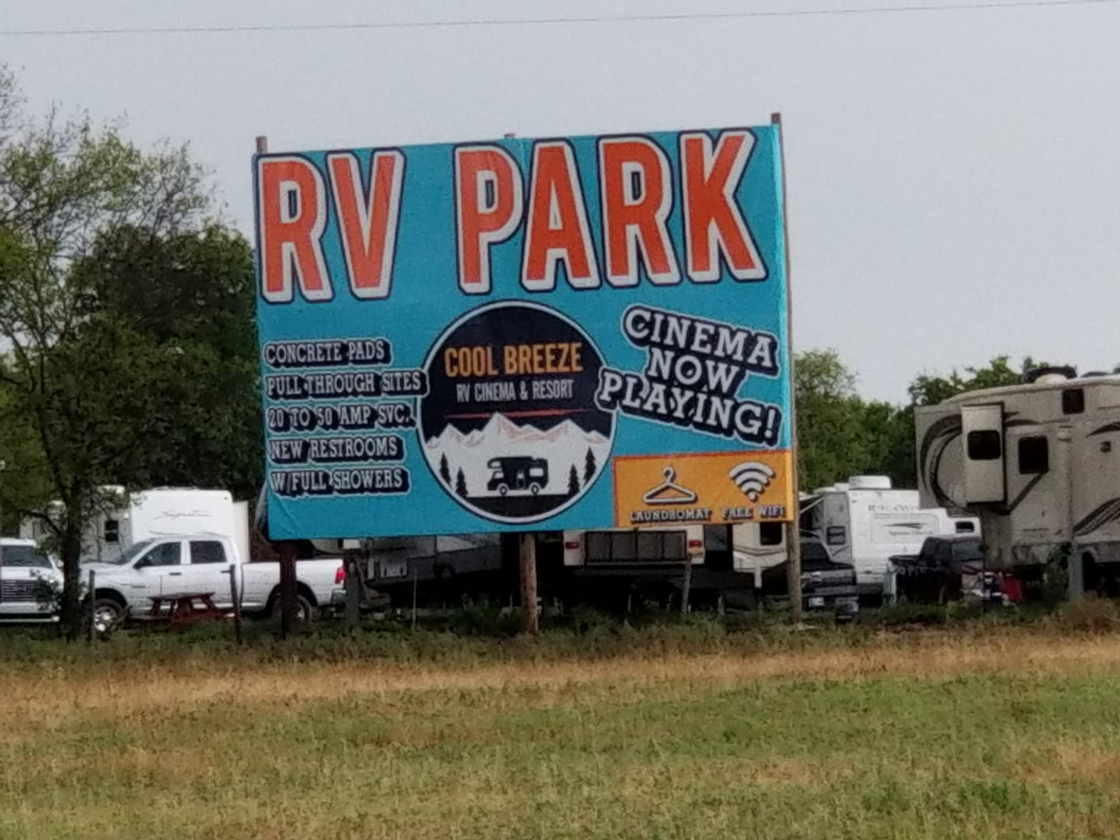 RV PARK
CONCRETE PADS
PULL THROUGH SITES
20 TO 50 AMP SVC.
NEW RESTROOMS
W/FULL SHOWERS
COOL BREEZE
RV CINEMA & RESORT
CINEMA
NOW
PLAYING!
LAUNDROMAT FREE WIFI